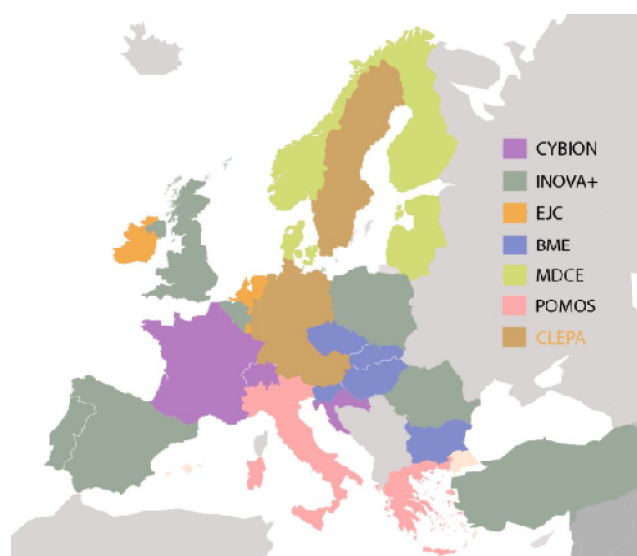 CYBION
INOVA+
EJC
BME
MDCE
POMOS
CLEPA